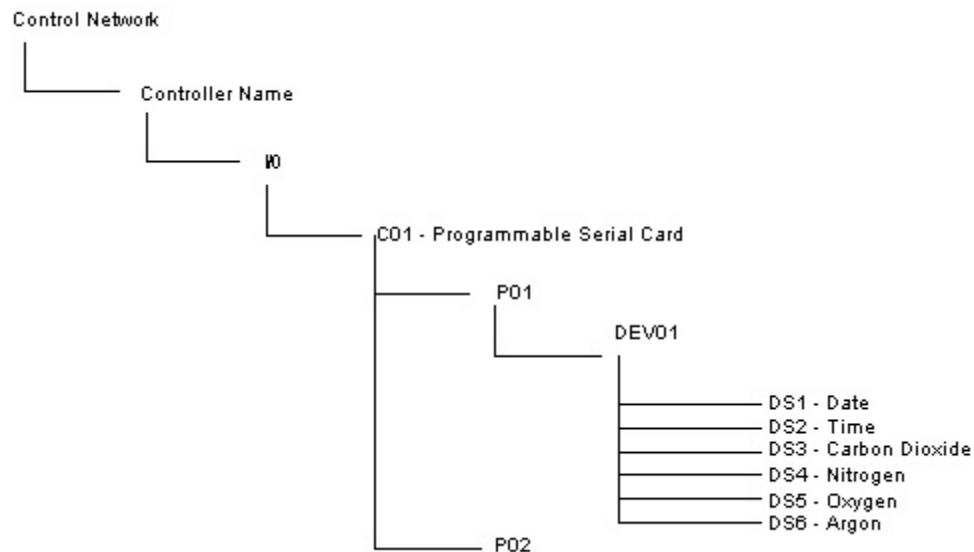 Control Network
Controller Name
I/O
C01 - Programmable Serial Card
P01
DEV01
DS1 - Date
DS2 - Time
DS3 - Carbon Dioxide
DS4 - Nitrogen
DS5 - Oxygen
DS6 - Argon
P02